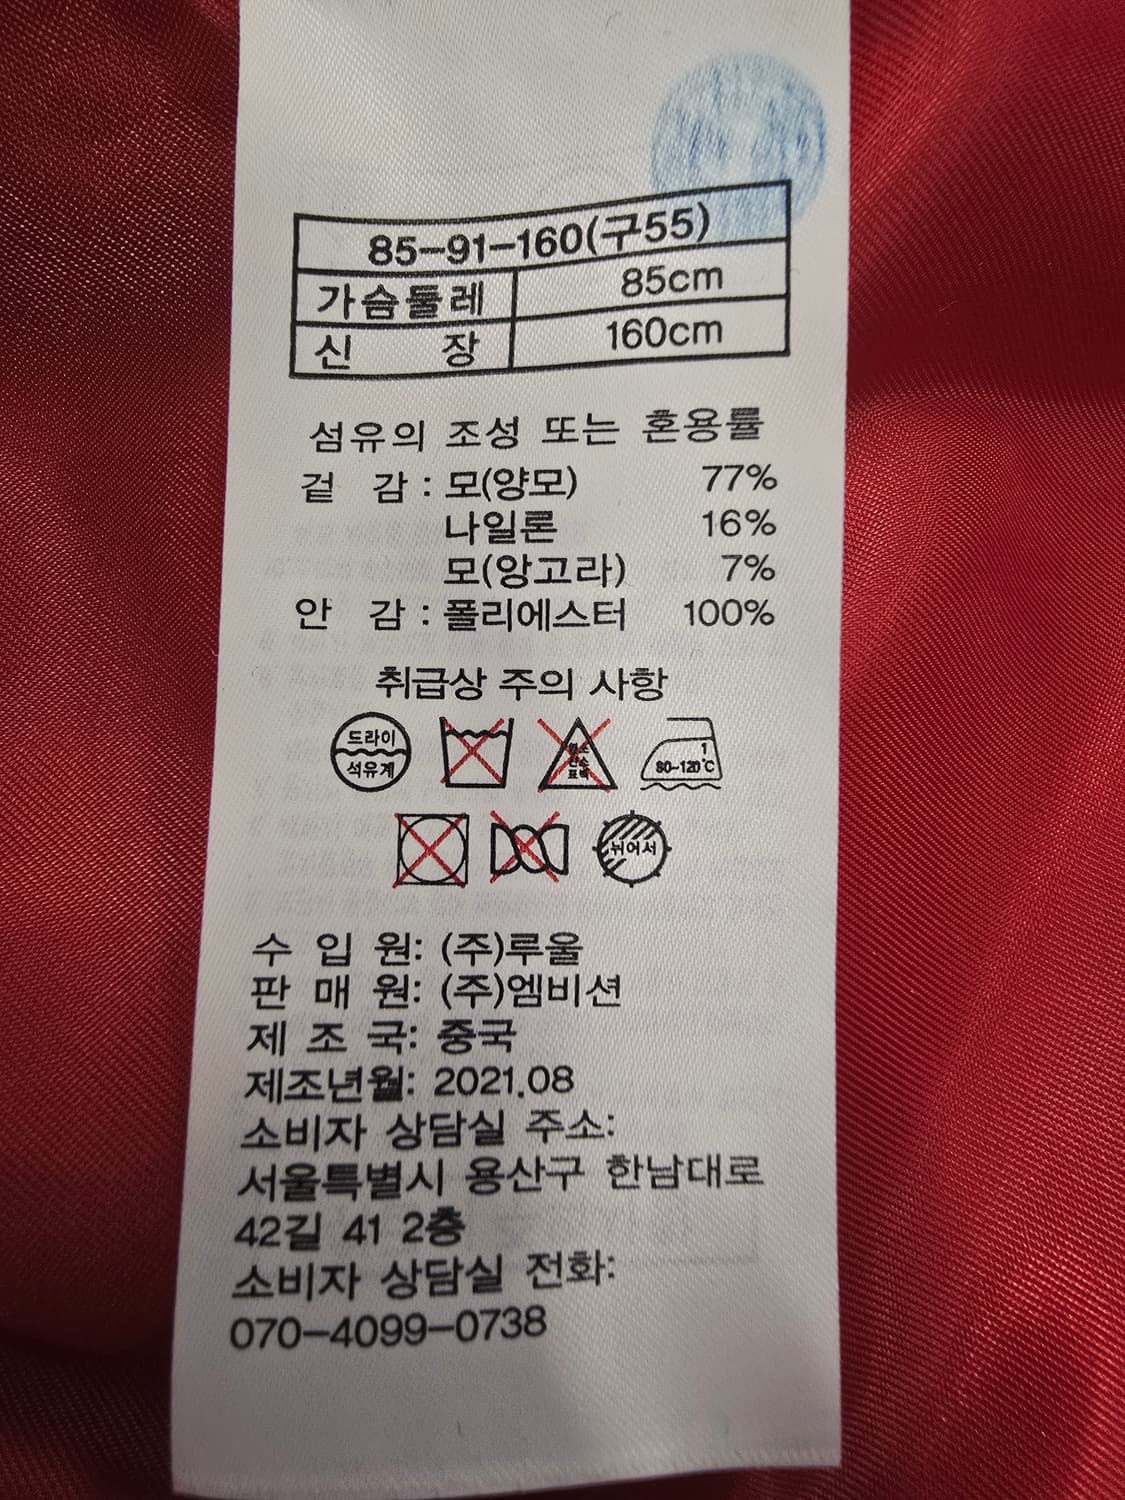 85-91-160(구55)
가슴둘레 85cm
신 장 160cm
섬유의 조성 또는 혼용률
겉 감 : 모(양모) 77%
나일론 16%
모(앙고라) 7%
안 감 : 폴리에스터 100%
취급상 주의 사항
드라이
석유계
염소
산소
표백
1
80~120℃
뉘어서
수 입 원: (주)루울
판 매 원: (주)엠비션
제 조 국: 중국
제조년월: 2021.08
소비자 상담실 주소:
서울특별시 용산구 한남대로
42길 41 2층
소비자 상담실 전화:
070-4099-0738